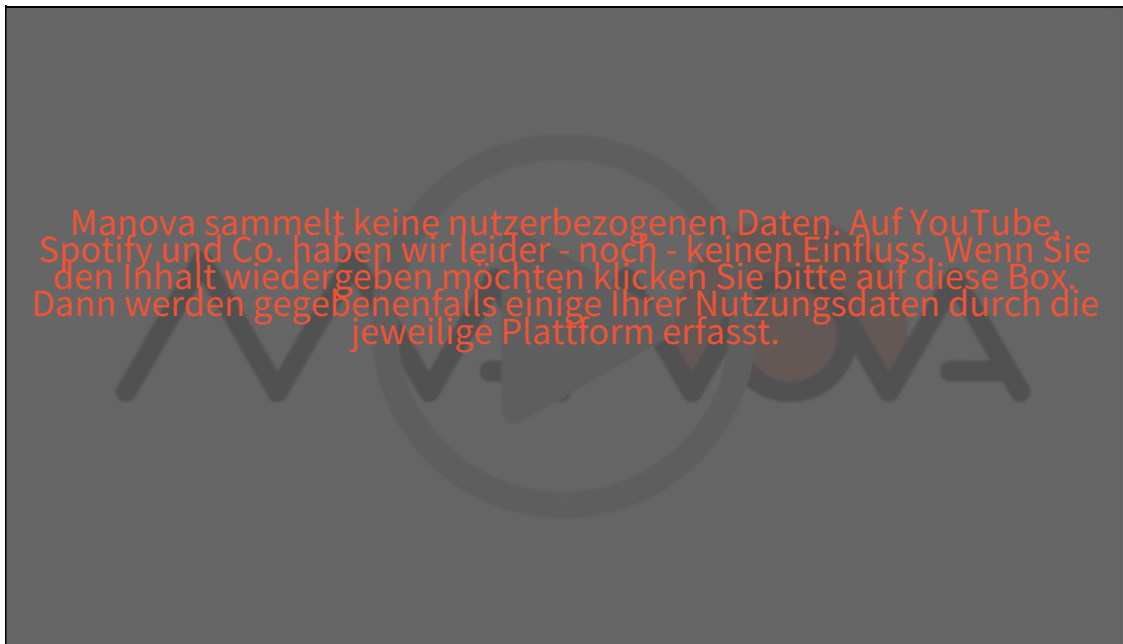 Manova sammelt keine nutzerbezogenen Daten. Auf YouTube,
Spotify und Co. haben wir leider - noch - keinen Einfluss. Wenn Sie
den Inhalt wiedergeben möchten klicken Sie bitte auf diese Box.
Dann werden gegebenenfalls einige Ihrer Nutzungsdaten durch die
jeweilige Plattform erfasst.
MANOVA